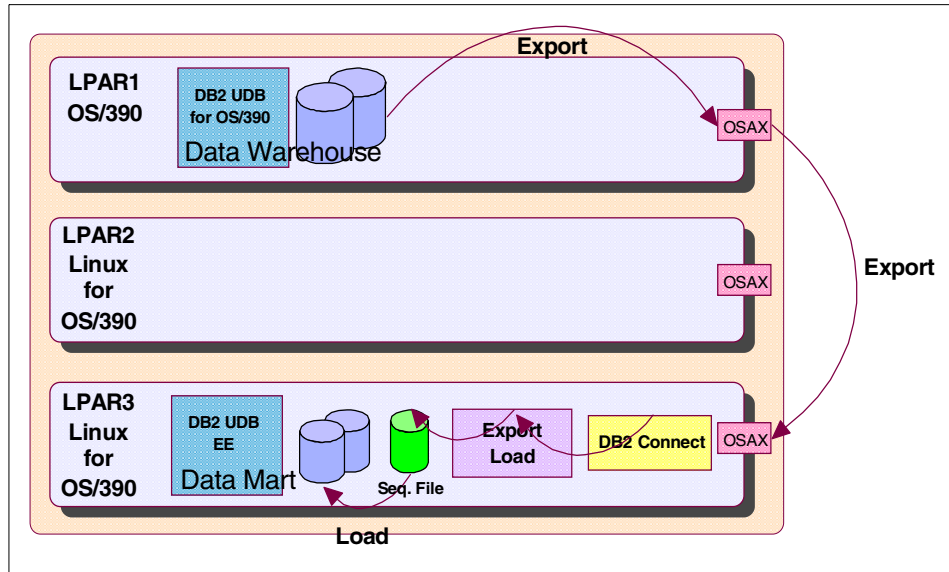 Export
LPAR1
OS/390
DB2 UDB
for OS/390
Data Warehouse
OSAX
LPAR2
Linux
for
OS/390
OSAX
Export
LPAR3
Linux
for
OS/390
DB2 UDB
EE
Data Mart
Seq. File
Export
Load
DB2 Connect
OSAX
Load